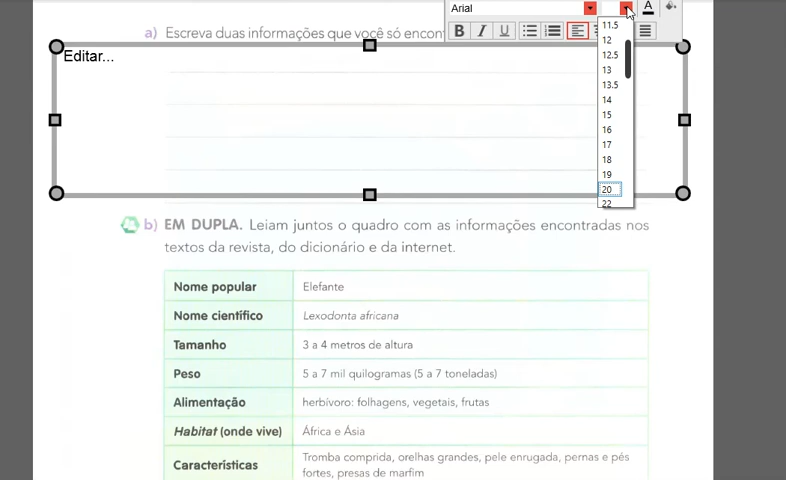 Arial
A
B I U
a) Escreva duas informações que você só encont
Editar...
11.5
12
12.5
13
13.5
14
15
16
17
18
19
20
22
b) EM DUPLA. Leiam juntos o quadro com as informações encontradas nos
textos da revista, do dicionário e da internet.
Nome popular Elefante
Nome científico Lexodonta africana
Tamanho 3 a 4 metros de altura
Peso 5 a 7 mil quilogramas (5 a 7 toneladas)
Alimentação herbívoro: folhagens, vegetais, frutas
Habitat (onde vive) África e Ásia
Características Tromba comprida, orelhas grandes, pele enrugada, pernas e pés
fortes, presas de marfim